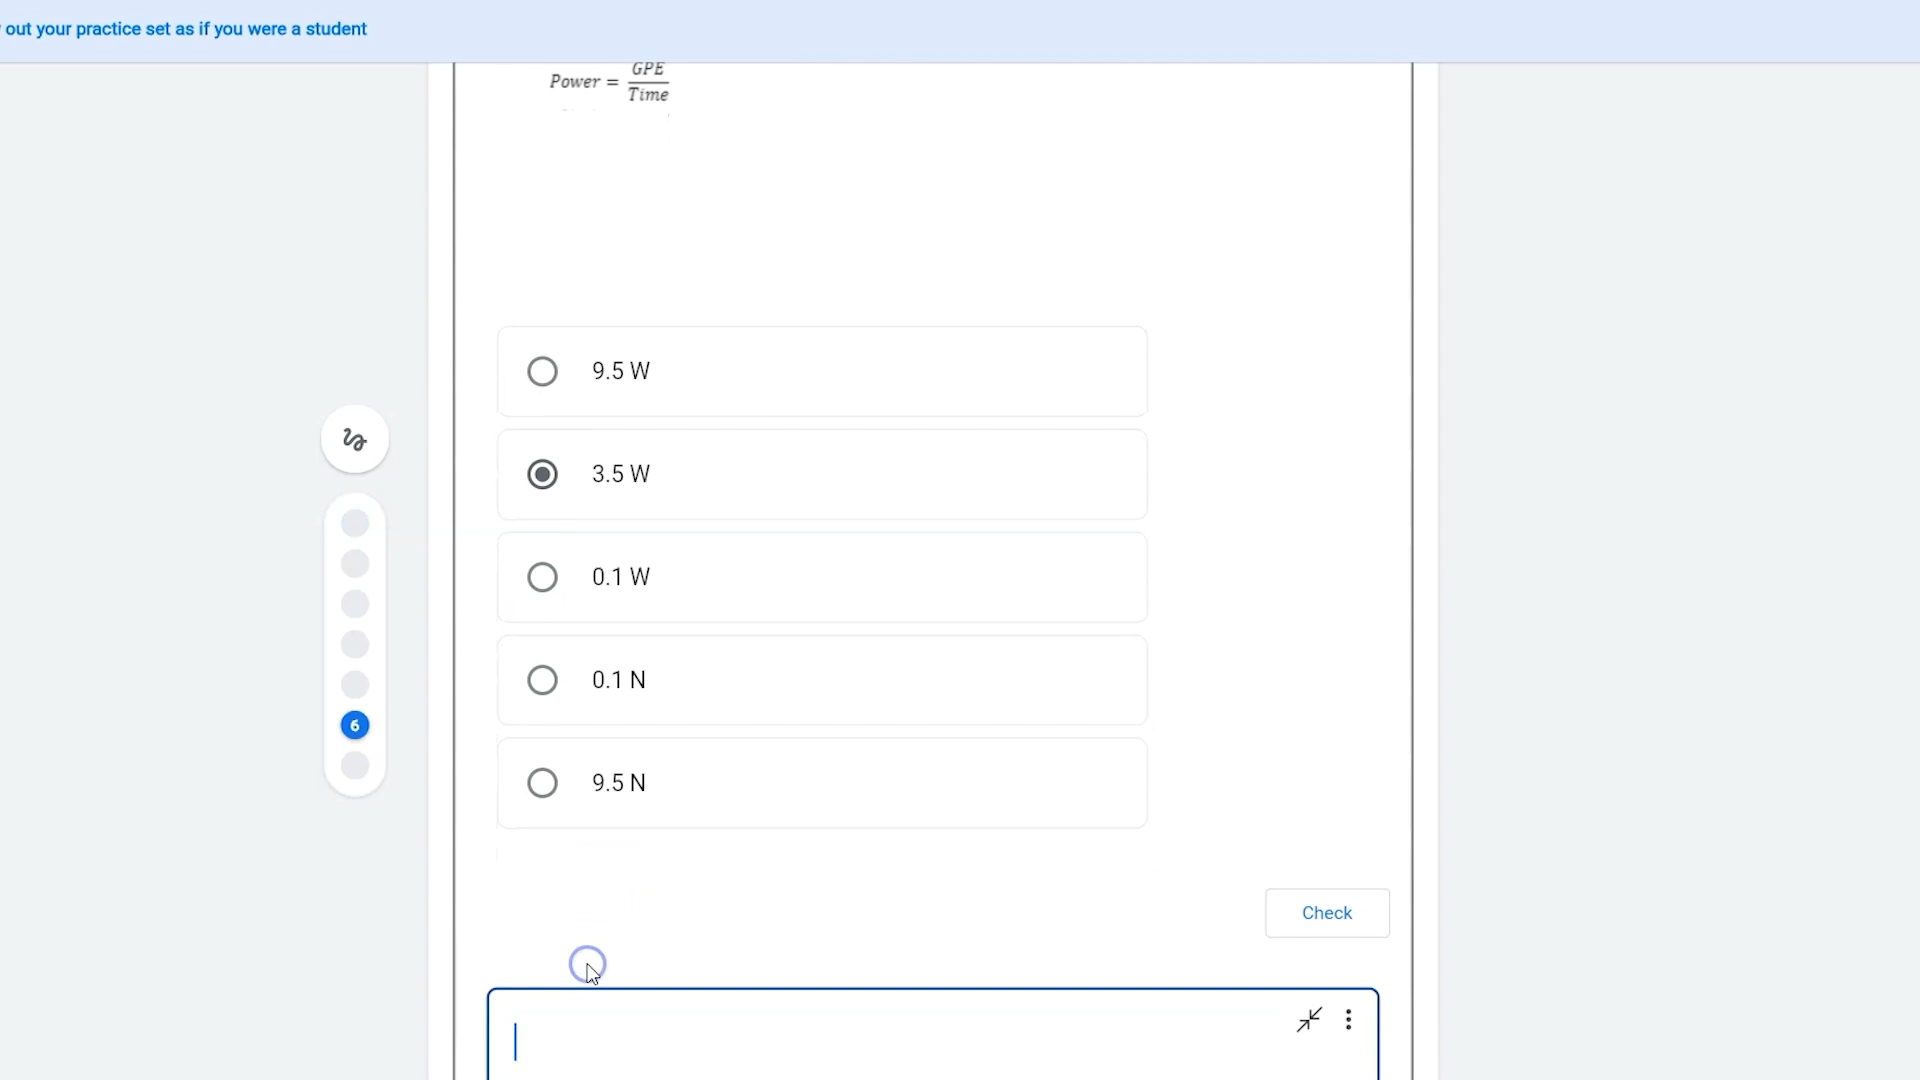 out your practice set as if you were a student
Power = GPE
Time
9.5 W
3.5 W
0.1 W
0.1 N
6
9.5 N
Check